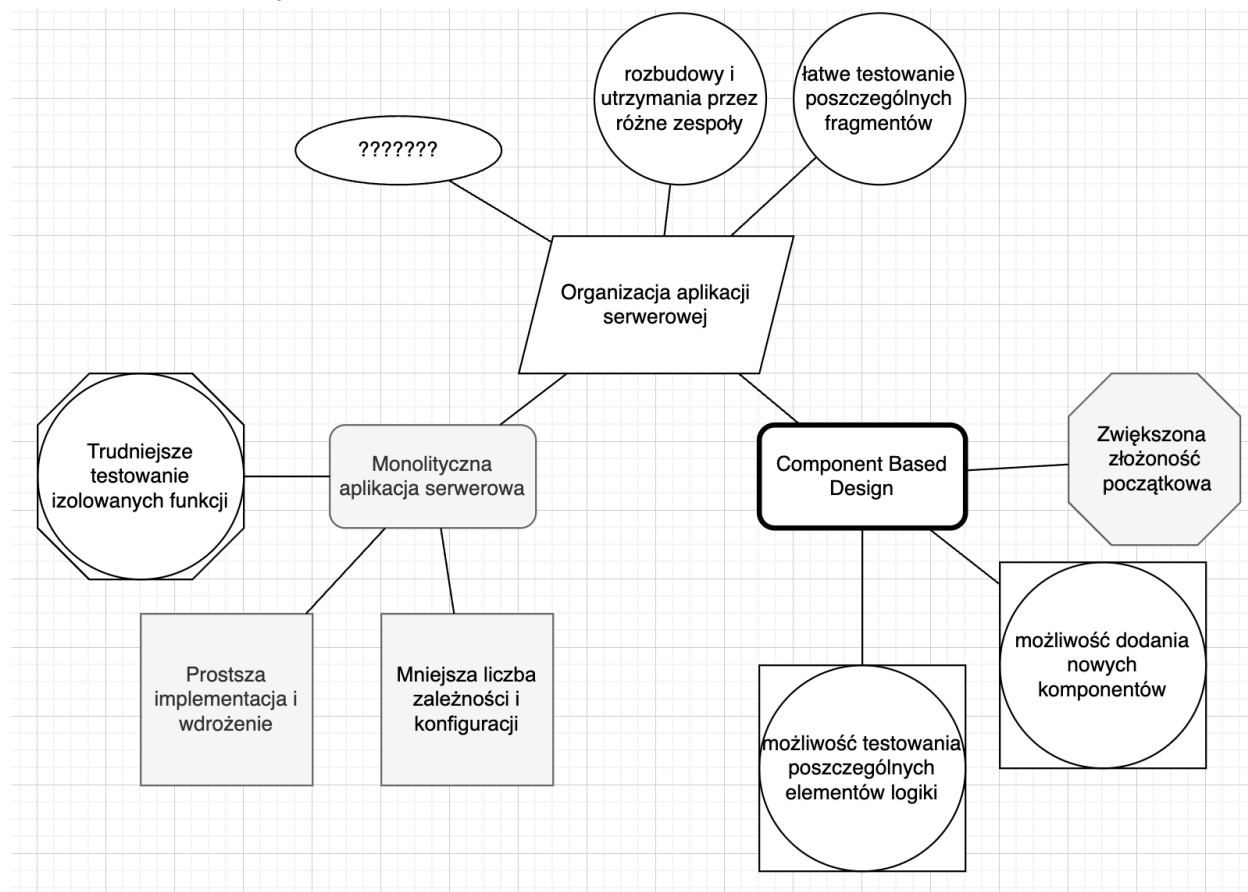 rozbudowy i
utrzymania przez
różne zespoły
łatwe testowanie
poszczególnych
fragmentów
???????
Organizacja aplikacji
serwerowej
Trudniejsze
testowanie
izolowanych funkcji
Monolityczna
aplikacja serwerowa
Component Based
Design
Zwiększona
złożoność
początkowa
Prostsza
implementacja i
wdrożenie
Mniejsza liczba
zależności i
konfiguracji
możliwość testowania
poszczególnych
elementów logiki
możliwość dodania
nowych
komponentów